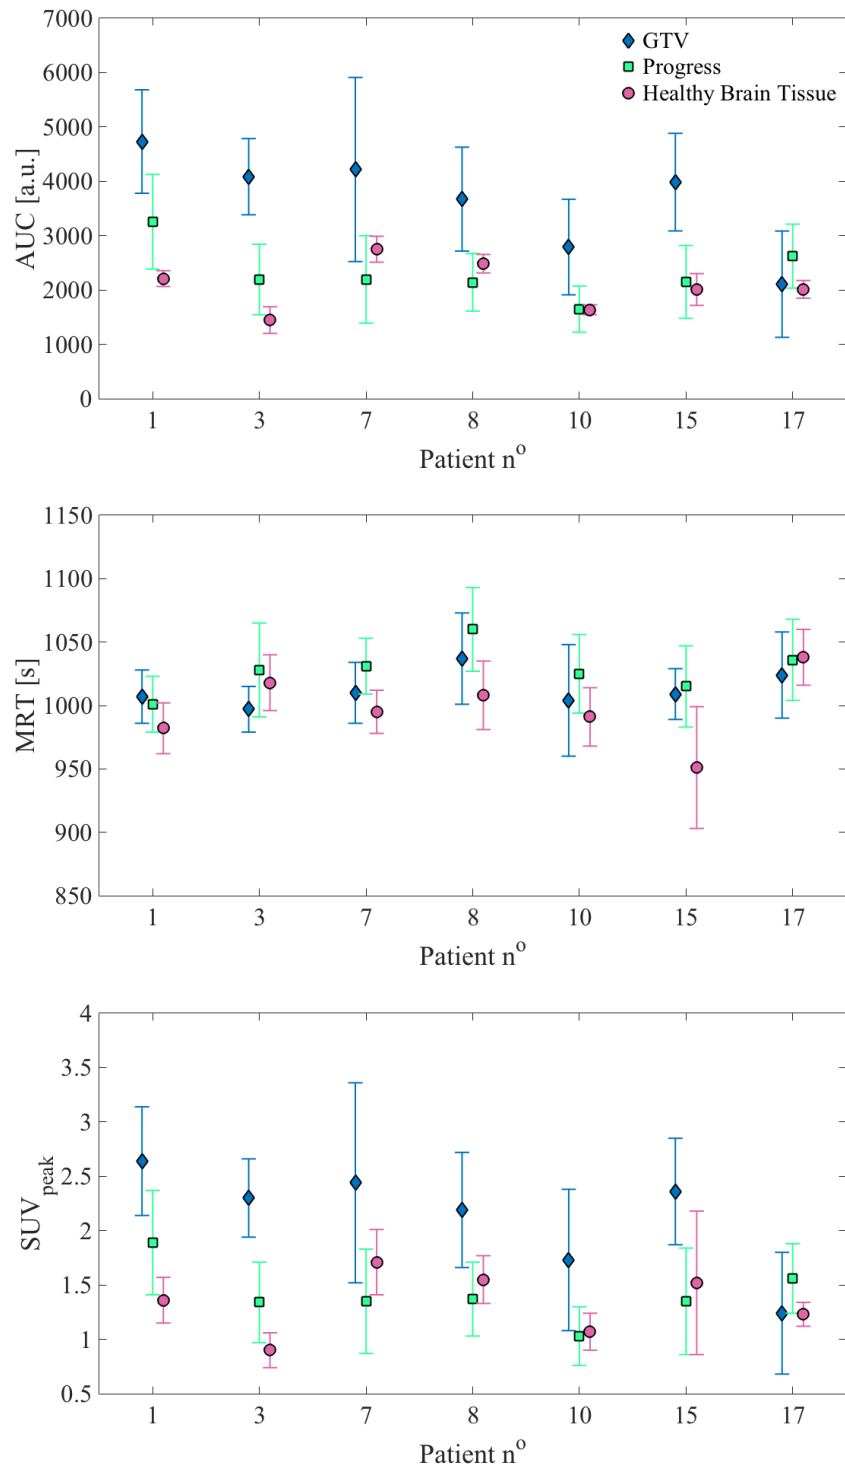 7000
6000
5000
4000
3000
2000
1000
0
AUC [a.u.]
GTV
Progress
Healthy Brain Tissue
1 3 7 8 10 15 17
Patient nº
1150
1100
1050
1000
950
900
850
MRT [s]
1 3 7 8 10 15 17
Patient nº
4
3.5
3
2.5
2
1.5
1
0.5
SUVpeak
1 3 7 8 10 15 17
Patient nº